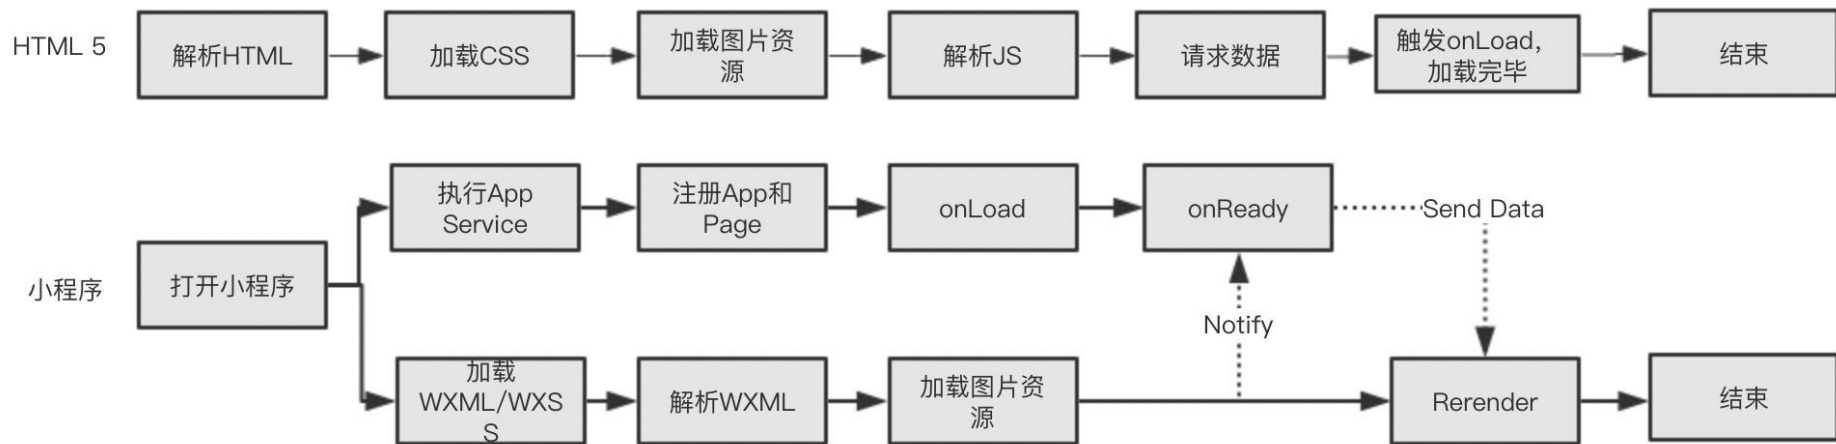 HTML 5
解析HTML
加载CSS
加载图片资
源
解析JS
请求数据
触发onLoad,
加载完毕
结束
小程序
打开小程序
执行App
Service
注册App和
Page
onLoad
onReady
Send Data
Notify
加载
WXML/WXS
S
解析WXML
加载图片资
源
Rerender
结束